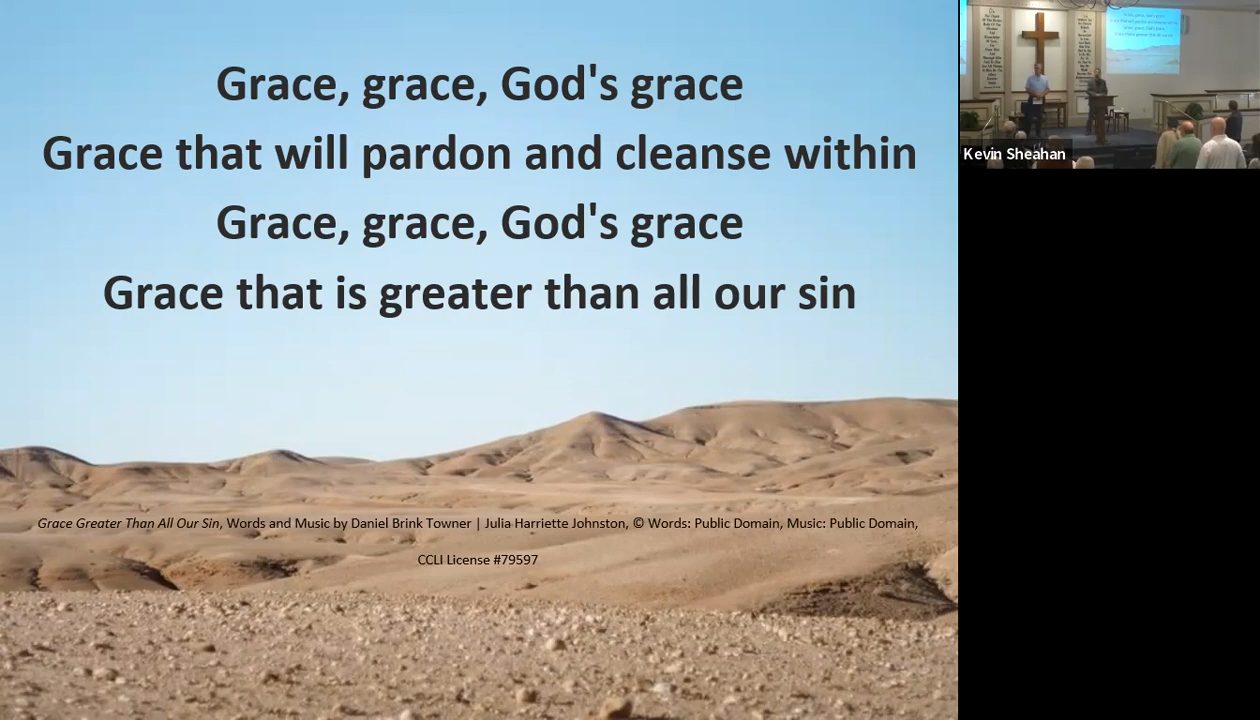 Grace, grace, God's grace
Grace that will pardon and cleanse within
Grace, grace, God's grace
Grace that is greater than all our sin
Grace Greater Than All Our Sin, Words and Music by Daniel Brink Towner | Julia Harriette Johnston, © Words: Public Domain, Music: Public Domain,
CCLI License #79597
Kevin Sheahan